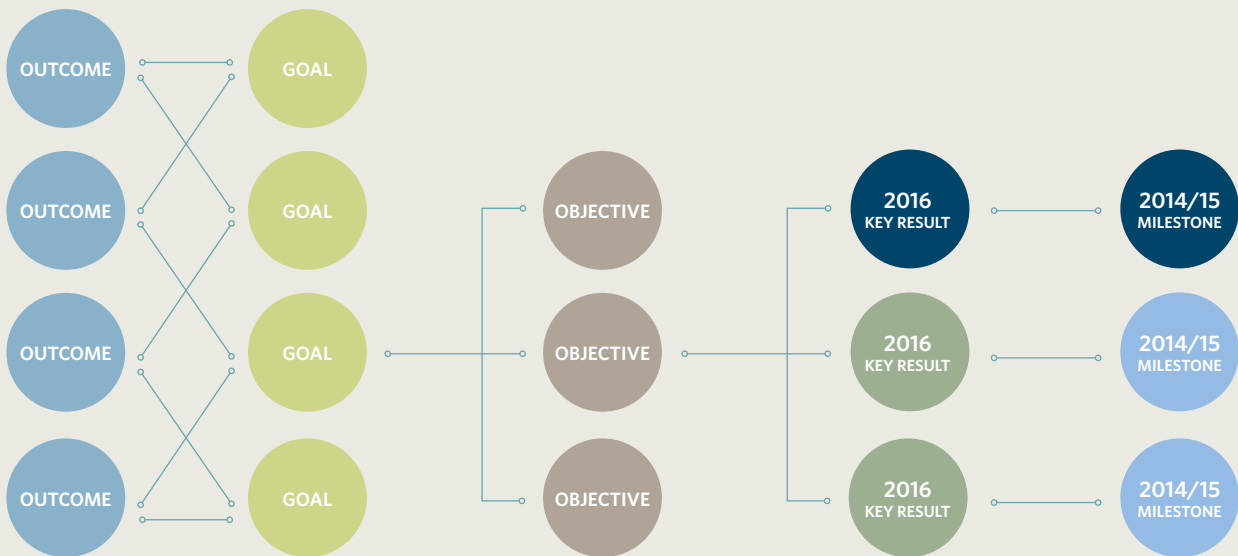 OUTCOME
GOAL
OUTCOME
GOAL
OBJECTIVE
2016
KEY RESULT
2014/15
MILESTONE
OUTCOME
GOAL
OBJECTIVE
2016
KEY RESULT
2014/15
MILESTONE
OUTCOME
GOAL
OBJECTIVE
2016
KEY RESULT
2014/15
MILESTONE